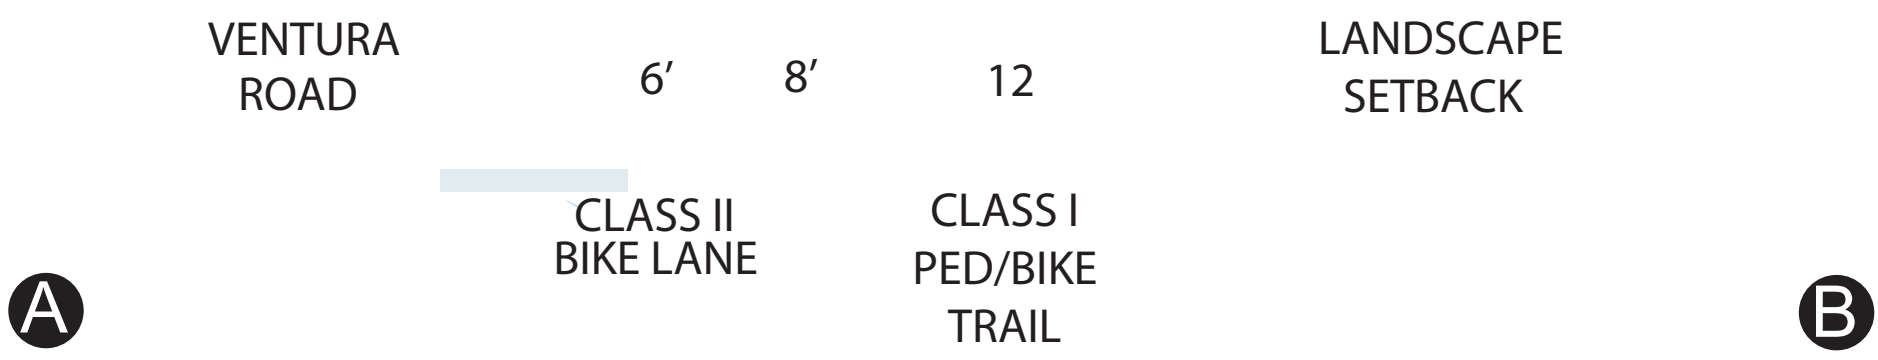 VENTURA
ROAD
6’
8’
12
LANDSCAPE
SETBACK
CLASS II
BIKE LANE
CLASS I
PED/BIKE
TRAIL
A
B